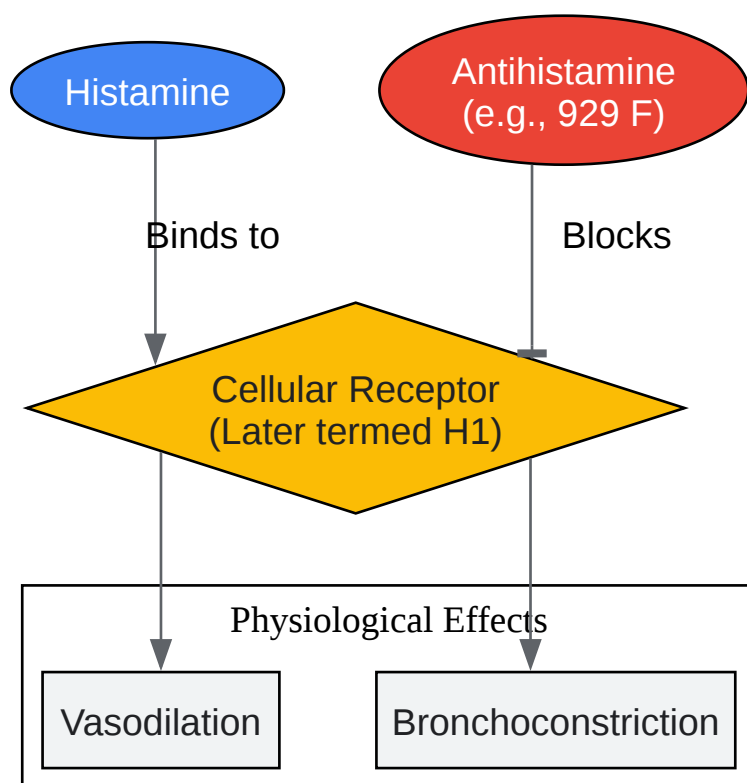 Histamine
Antihistamine
(e.g., 929 F)
Binds to
Blocks
Cellular Receptor
(Later termed H1)
Physiological Effects
Vasodilation
Bronchoconstriction